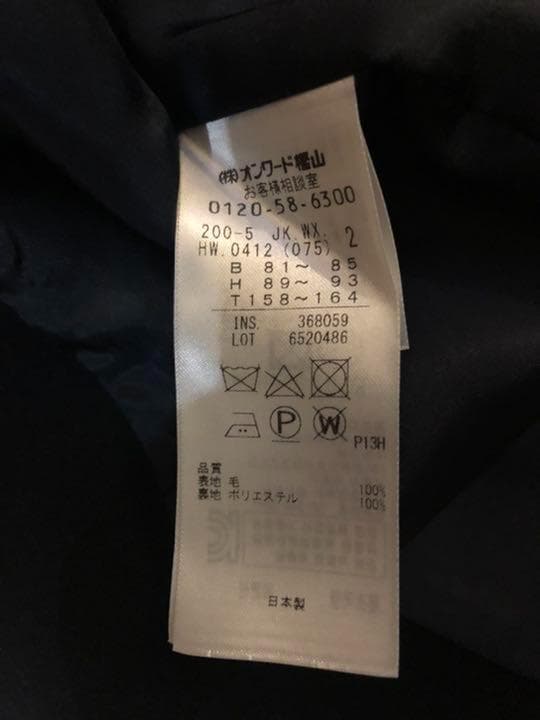 (株)オンワード樫山
お客様相談室
0120-58-6300
200-5 JK.WX. 2
HW.0412 (075)
B 81～ 85
H 89～ 93
T 158～164
INS. 368059
LOT 6520486
P W
P13H
品質
表地 毛 100%
裏地 ポリエステル 100%
日本製